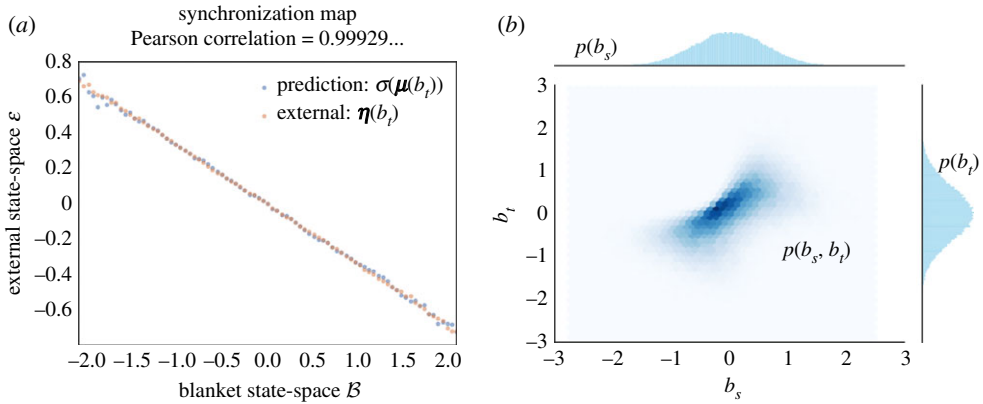 (a)
synchronization map
Pearson correlation = 0.99929...
prediction: σ(μ(b_t))
external: η(b_t)
external state-space ε
0.8
0.6
0.4
0.2
0
−0.2
−0.4
−0.6
−2.0 −1.5 −1.0 −0.5 0.0 0.5 1.0 1.5 2.0
blanket state-space ℬ
(b)
p(b_s)
p(b_t)
p(b_s, b_t)
b_t
3
2
1
0
−1
−2
−3
−3 −2 −1 0 1 2 3
b_s